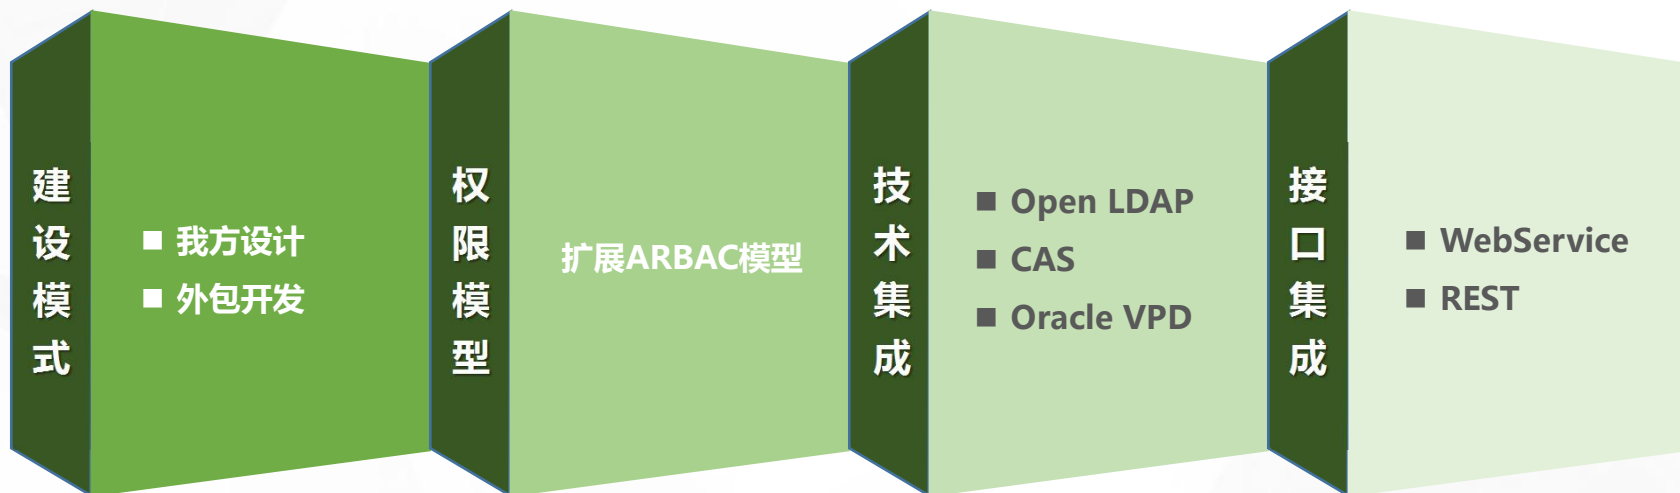 建设模式
我方设计
外包开发
权限模型
扩展ARBAC模型
技术集成
Open LDAP
CAS
Oracle VPD
接口集成
WebService
REST